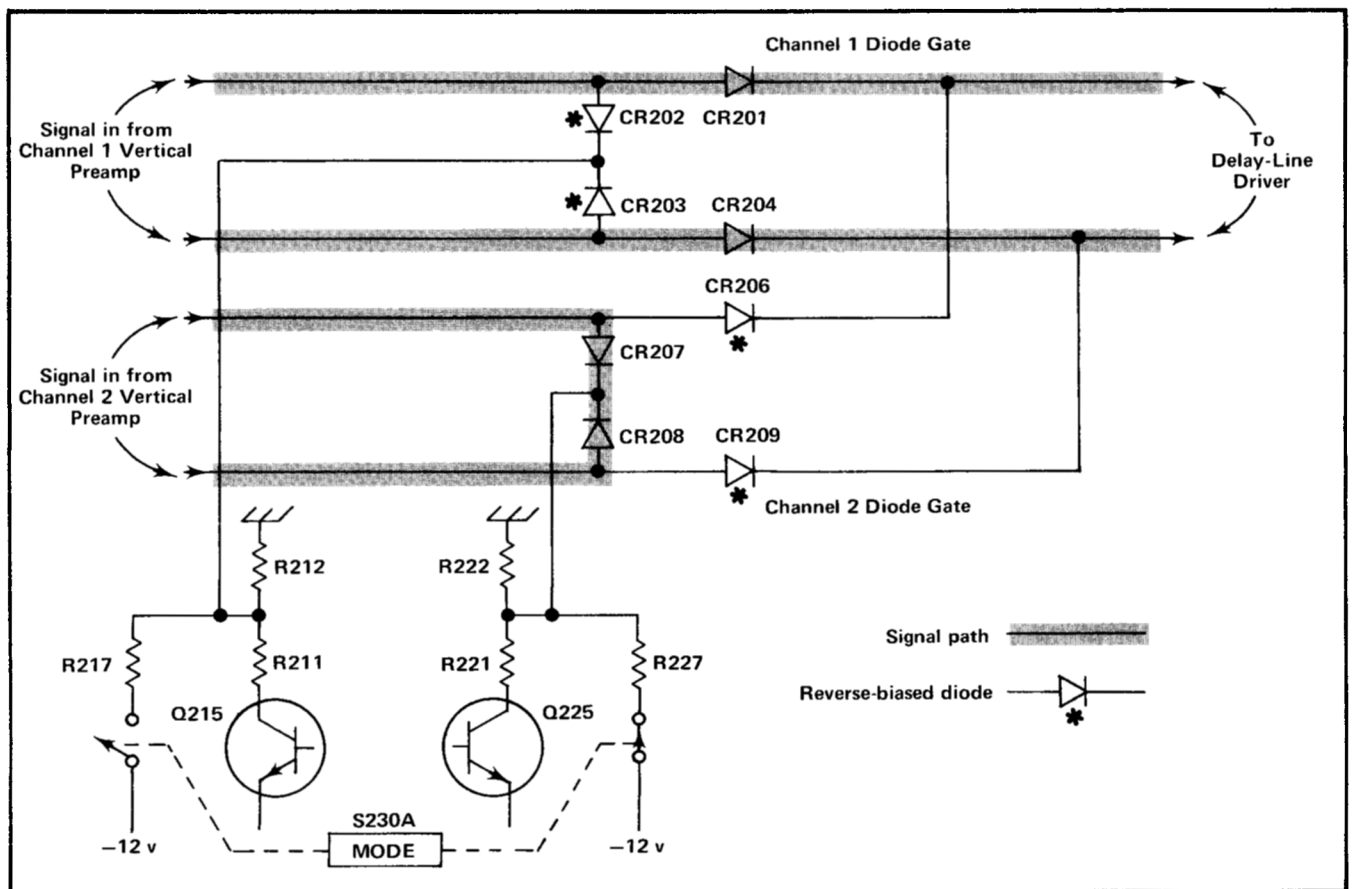 Channel 1 Diode Gate
Signal in from
Channel 1 Vertical
Preamp
* CR202
CR201
* CR203
CR204
To
Delay-Line
Driver
CR206
*
Signal in from
Channel 2 Vertical
Preamp
CR207
CR208
CR209
*
Channel 2 Diode Gate
R212
R222
R217
R211
R221
R227
Signal path
Reverse-biased diode
*
Q215
Q225
S230A
MODE
−12 v
−12 v